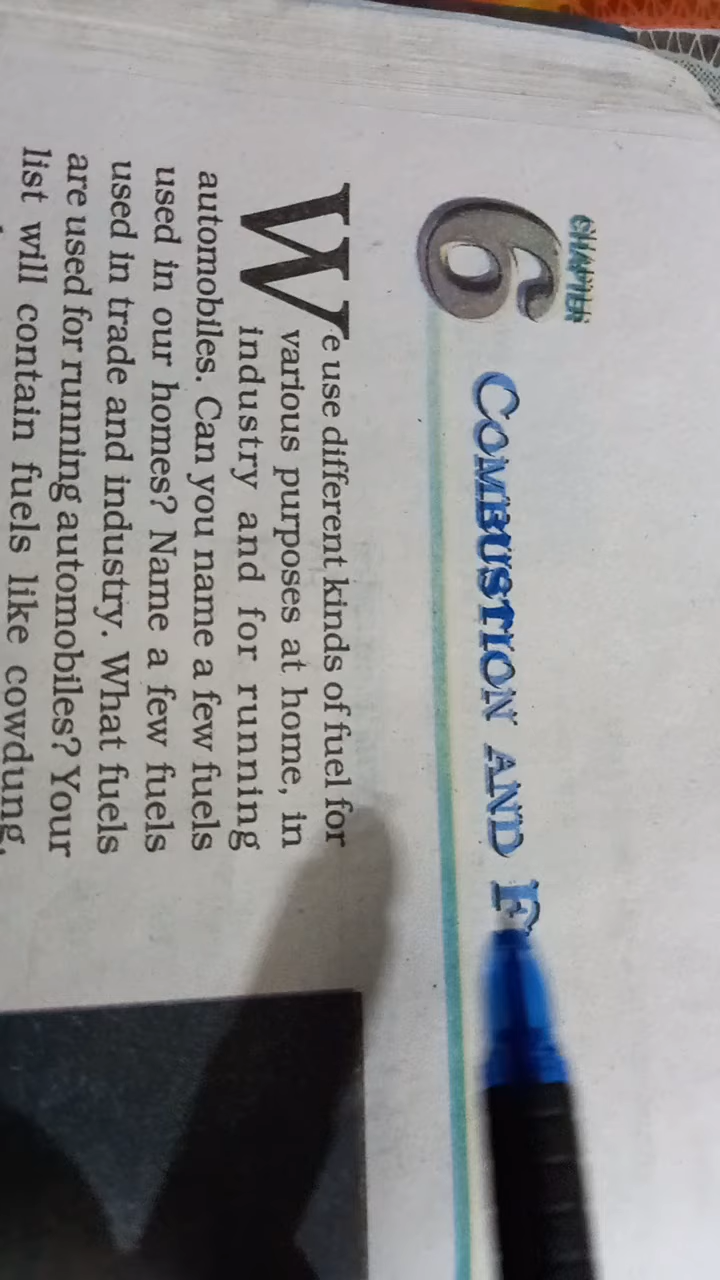 CHAPTER
6
COMBUSTION AND
We use different kinds of fuel for
various purposes at home, in
industry and for running
automobiles. Can you name a few fuels
used in our homes? Name a few fuels
used in trade and industry. What fuels
are used for running automobiles? Your
list will contain fuels like cowdung,